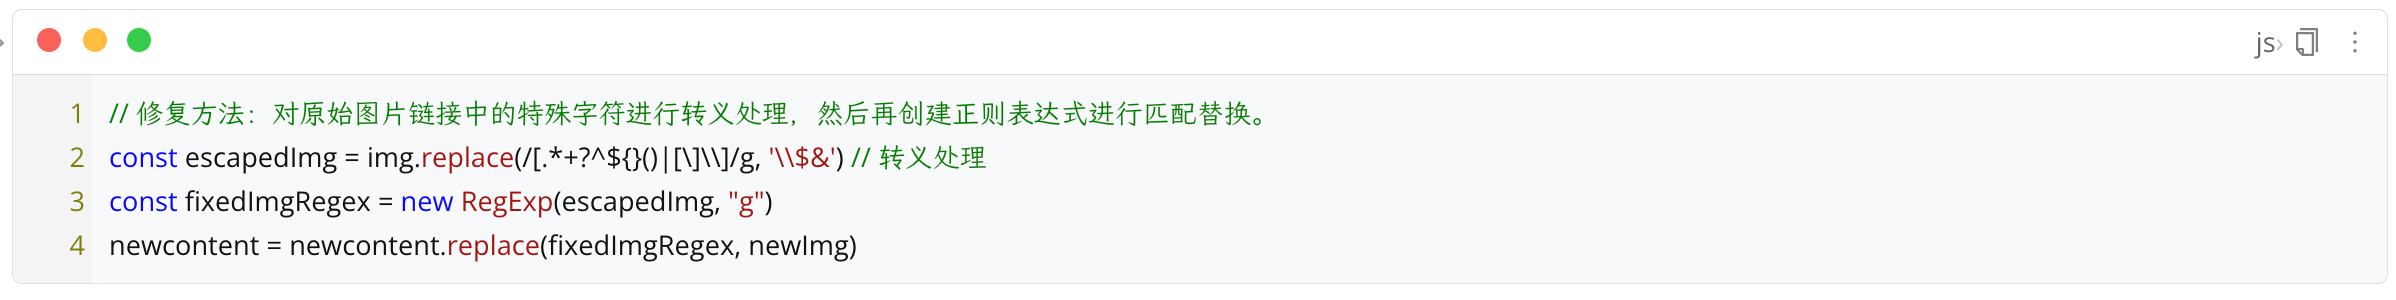 js
1 // 修复方法：对原始图片链接中的特殊字符进行转义处理，然后再创建正则表达式进行匹配替换。
2 const escapedImg = img.replace(/[.*+?^${}()|[\]\\]/g, '\\$&') // 转义处理
3 const fixedImgRegex = new RegExp(escapedImg, "g")
4 newcontent = newcontent.replace(fixedImgRegex, newImg)